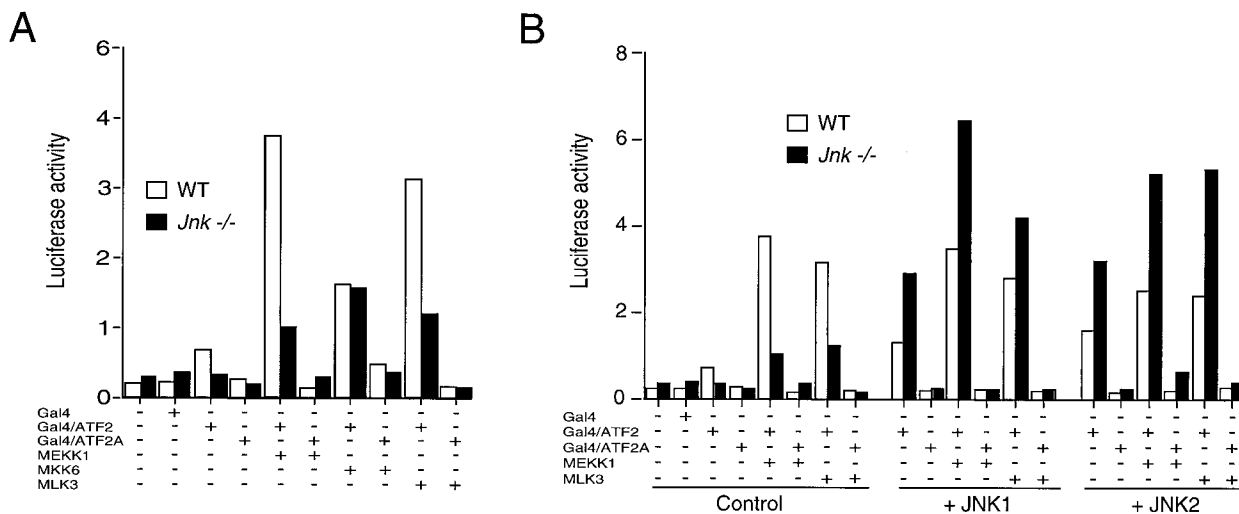 A
Luciferase activity
6
4
3
2
1
0
WT
Jnk -/-
Gal4 - + - - - - - - - -
Gal4/ATF2 - - + - + - + - + -
Gal4/ATF2A - - - + - + - + - +
MEKK1 - - - - + + - - - -
MKK6 - - - - - - + + - -
MLK3 - - - - - - - - + +
B
Luciferase activity
8
6
4
2
0
WT
Jnk -/-
Gal4 - + - - - - - - - - - - - - - - - - - -
Gal4/ATF2 - - + - + - + - + - + - + - + - + - + -
Gal4/ATF2A - - - + - + - + - + - + - + - + - + - +
MEKK1 - - - - + + - - - - + + - - - - + + - -
MLK3 - - - - - - + + - - - - + + - - - - + +
Control + JNK1 + JNK2